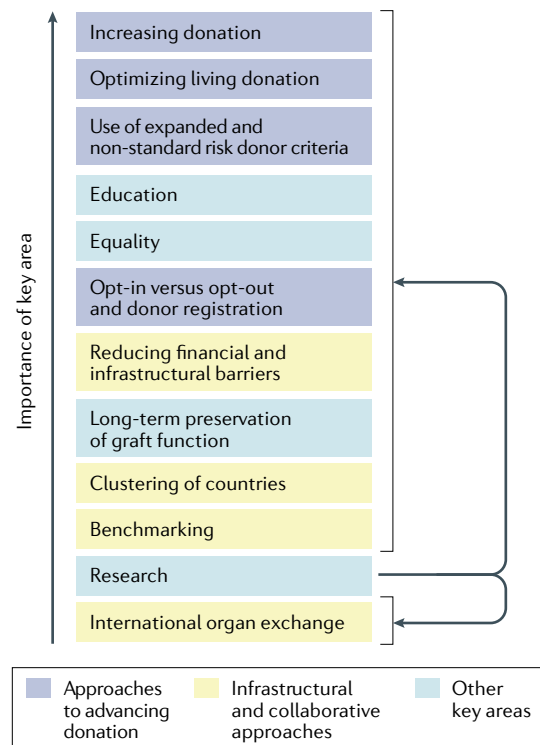 Importance of key area
Increasing donation
Optimizing living donation
Use of expanded and
non-standard risk donor criteria
Education
Equality
Opt-in versus opt-out
and donor registration
Reducing financial and
infrastructural barriers
Long-term preservation
of graft function
Clustering of countries
Benchmarking
Research
International organ exchange
Approaches
to advancing
donation
Infrastructural
and collaborative
approaches
Other
key areas